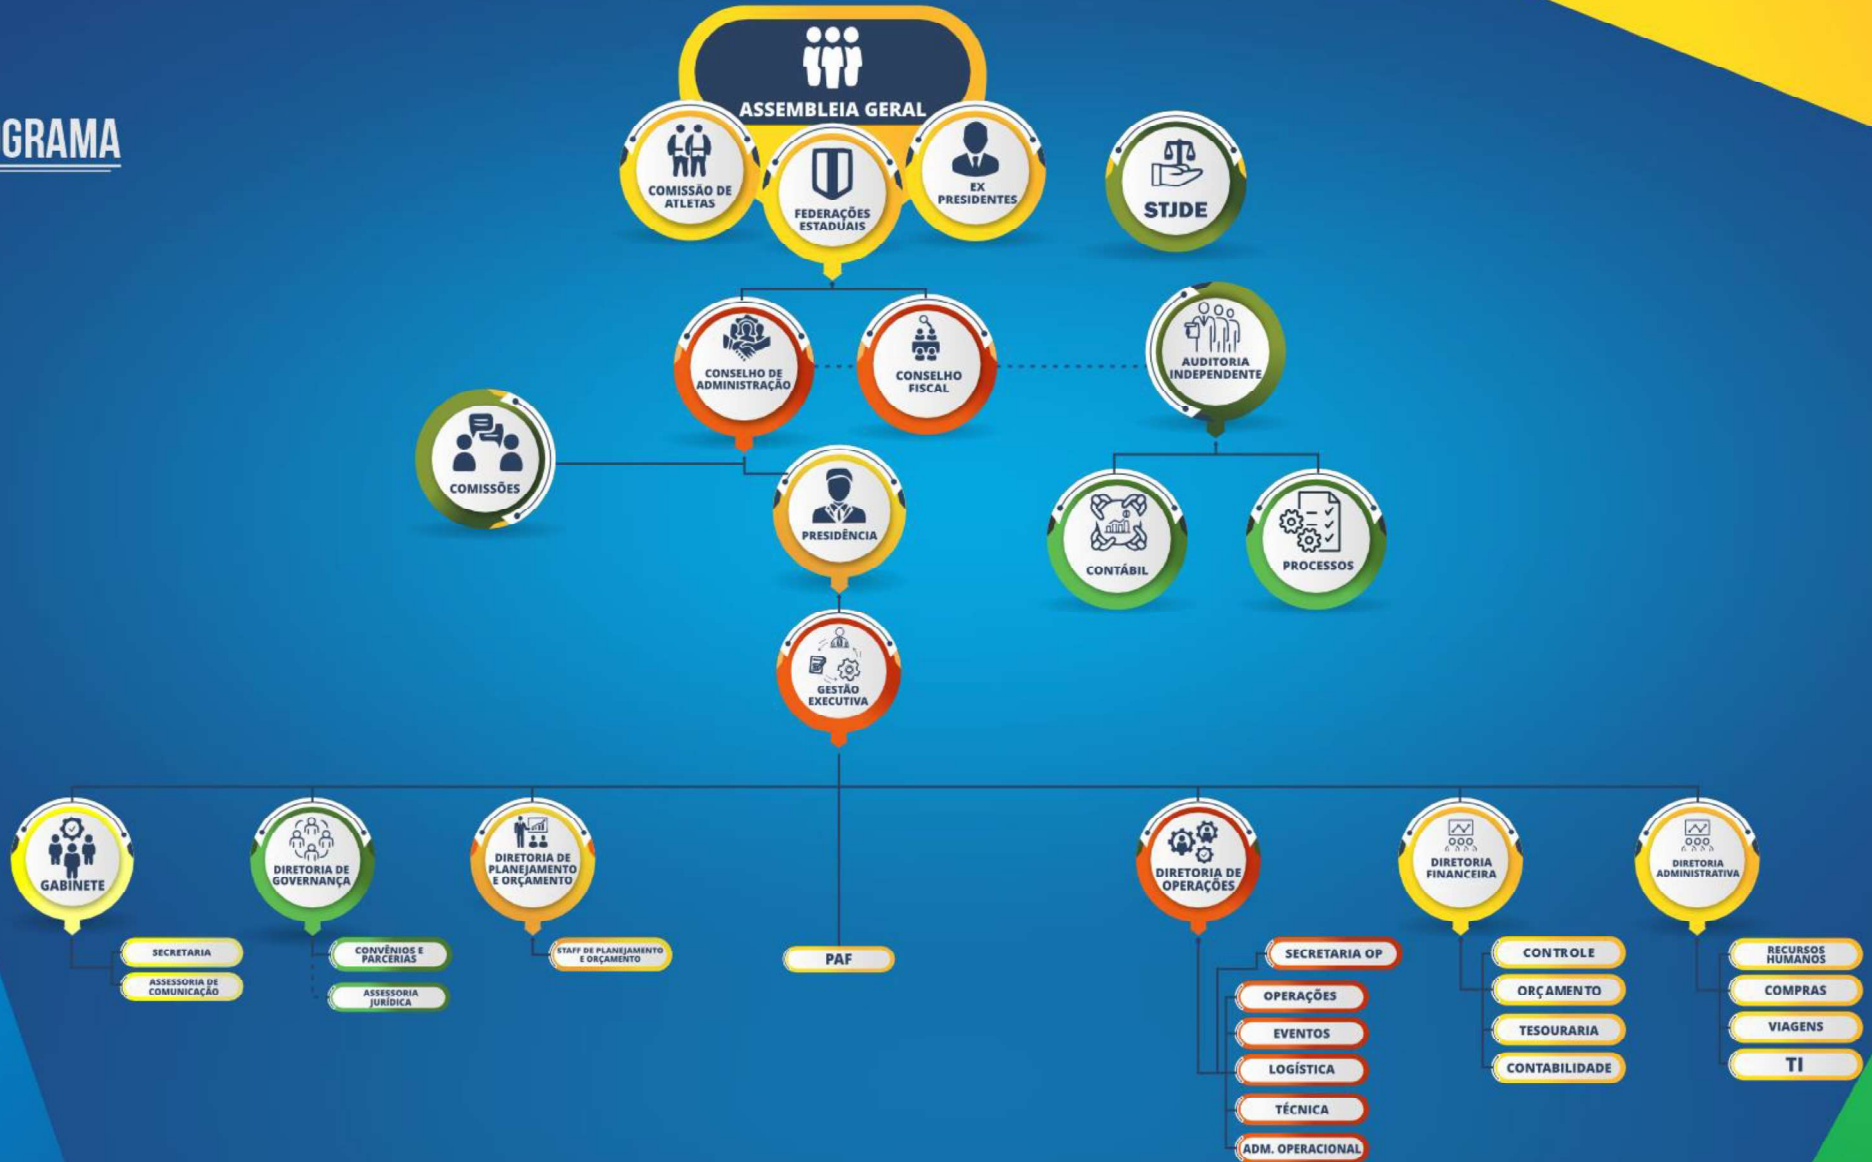 GRAMA
ASSEMBLEIA GERAL
COMISSÃO DE
ATLETAS
FEDERAÇÕES
ESTADUAIS
EX
PRESIDENTES
STJDE
CONSELHO DE
ADMINISTRAÇÃO
CONSELHO
FISCAL
AUDITORIA
INDEPENDENTE
COMISSÕES
PRESIDÊNCIA
CONTÁBIL
PROCESSOS
GESTÃO
EXECUTIVA
GABINETE
DIRETORIA DE
GOVERNANÇA
DIRETORIA DE
PLANEJAMENTO
E ORÇAMENTO
DIRETORIA DE
OPERAÇÕES
DIRETORIA
FINANCEIRA
DIRETORIA
ADMINISTRATIVA
SECRETARIA
ASSESSORIA DE
COMUNICAÇÃO
CONVÊNIOS E
PARCERIAS
ASSESSORIA
JURÍDICA
STAFF DE PLANEJAMENTO
E ORÇAMENTO
PAF
SECRETARIA OP
OPERAÇÕES
EVENTOS
LOGÍSTICA
TÉCNICA
ADM. OPERACIONAL
CONTROLE
ORÇAMENTO
TESOURARIA
CONTABILIDADE
RECURSOS
HUMANOS
COMPRAS
VIAGENS
TI